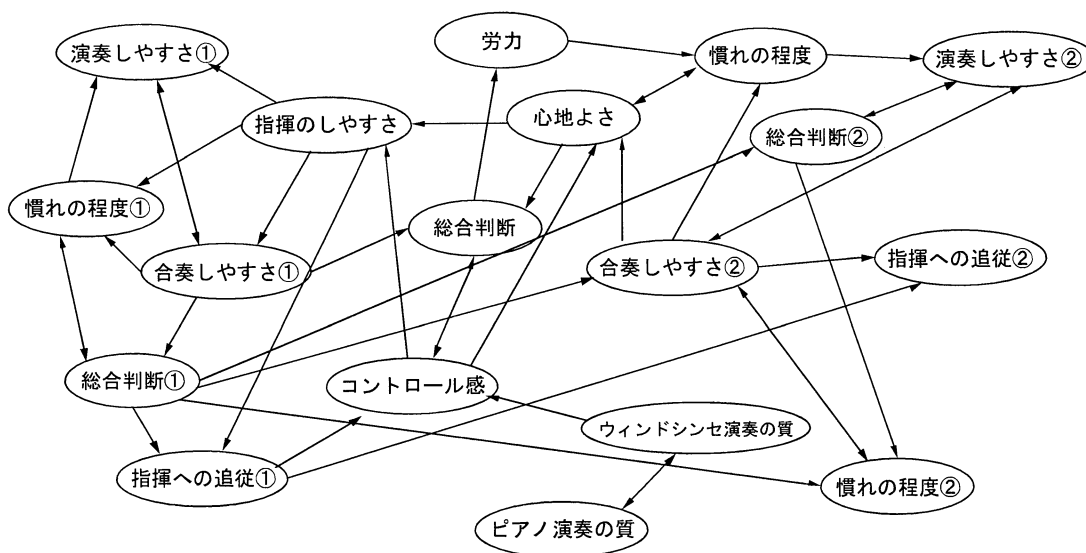 労力
演奏しやすさ①
慣れの程度
演奏しやすさ②
指揮のしやすさ
心地よさ
総合判断②
慣れの程度①
総合判断
合奏しやすさ①
合奏しやすさ②
指揮への追従②
総合判断①
コントロール感
ウィンドシンセ演奏の質
指揮への追従①
慣れの程度②
ピアノ演奏の質